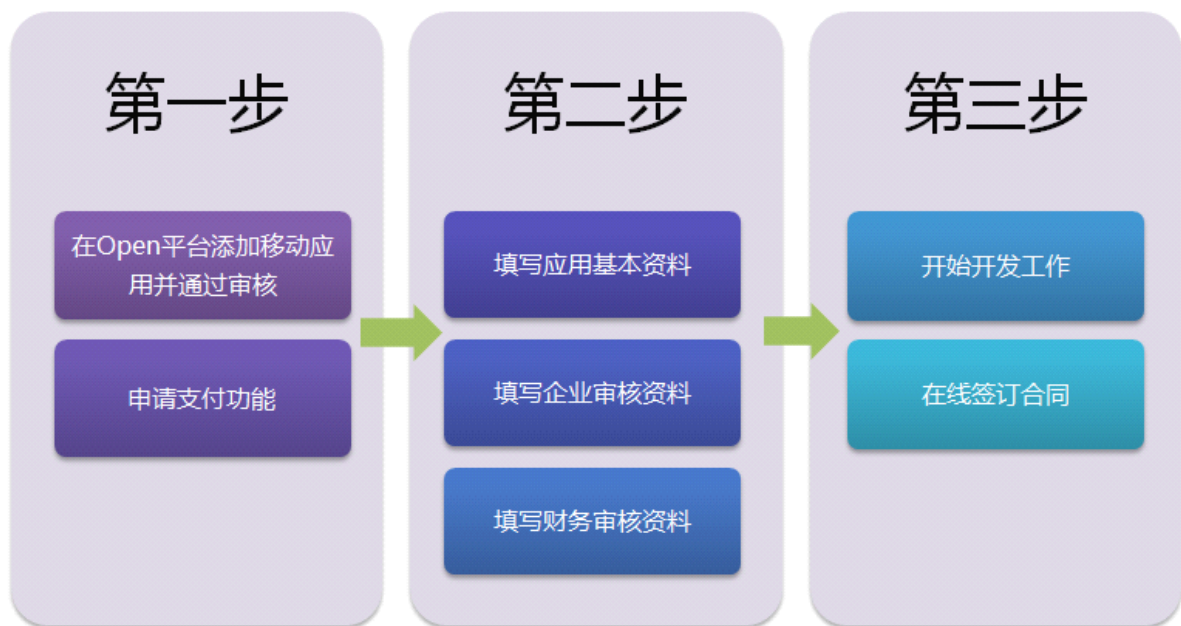 第一步
在Open平台添加移动应
用并通过审核
申请支付功能
第二步
填写应用基本资料
填写企业审核资料
填写财务审核资料
第三步
开始开发工作
在线签订合同